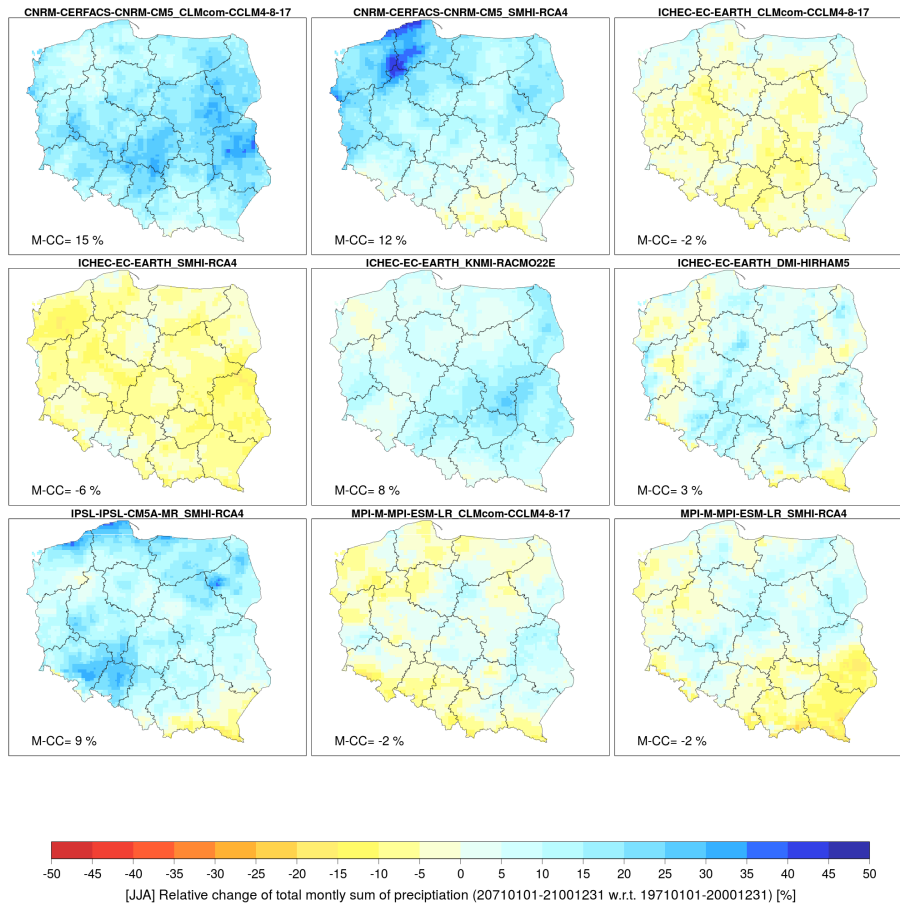 CNRM-CERFACS-CNRM-CM5_CLMcom-CCLM4-8-17
CNRM-CERFACS-CNRM-CM5_SMHI-RCA4
ICHEC-EC-EARTH_CLMcom-CCLM4-8-17
M-CC= 15 %
M-CC= 12 %
M-CC= -2 %
ICHEC-EC-EARTH_SMHI-RCA4
ICHEC-EC-EARTH_KNMI-RACMO22E
ICHEC-EC-EARTH_DMI-HIRHAM5
M-CC= -6 %
M-CC= 8 %
M-CC= 3 %
IPSL-IPSL-CM5A-MR_SMHI-RCA4
MPI-M-MPI-ESM-LR_CLMcom-CCLM4-8-17
MPI-M-MPI-ESM-LR_SMHI-RCA4
M-CC= 9 %
M-CC= -2 %
M-CC= -2 %
-50 -45 -40 -35 -30 -25 -20 -15 -10 -5 0 5 10 15 20 25 30 35 40 45 50
[JJA] Relative change of total montly sum of preciptiation (20710101-21001231 w.r.t. 19710101-20001231) [%]